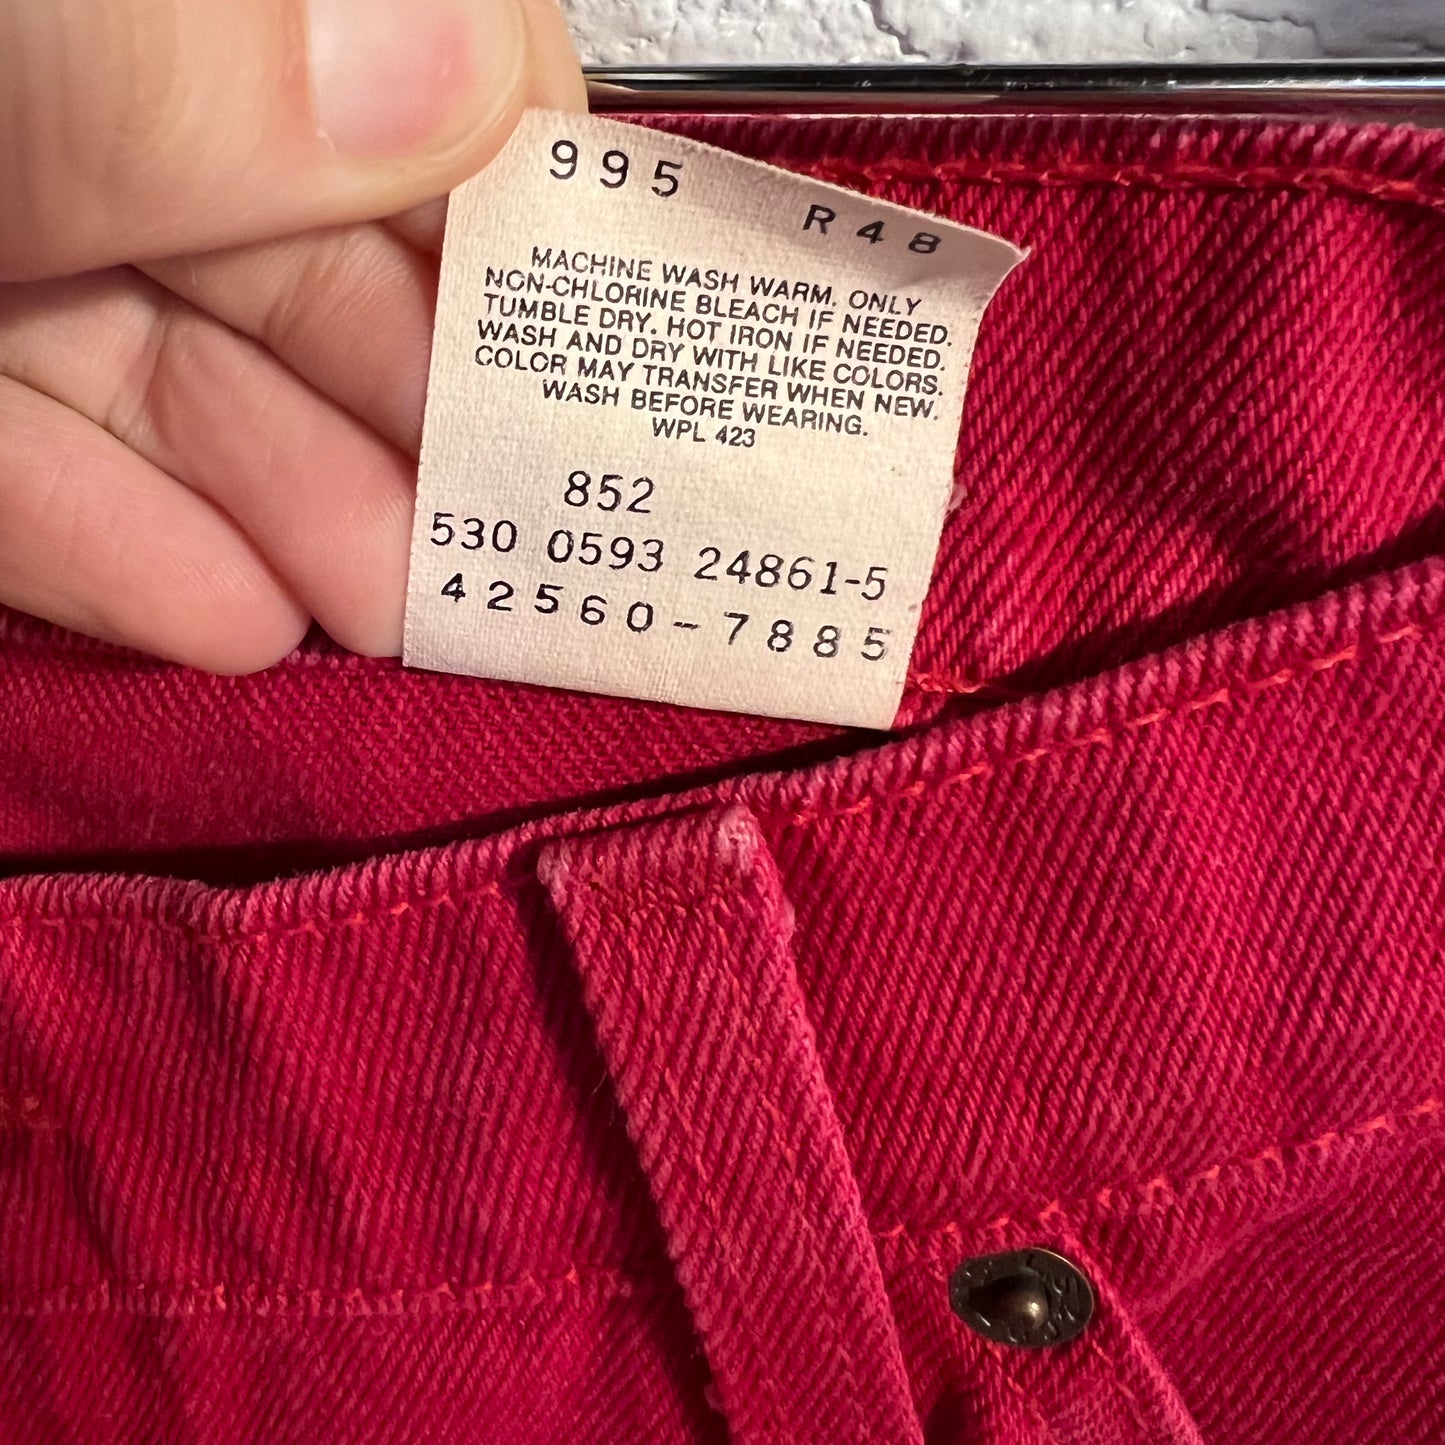 995 R48
MACHINE WASH WARM. ONLY
NON-CHLORINE BLEACH IF NEEDED.
TUMBLE DRY. HOT IRON IF NEEDED.
WASH AND DRY WITH LIKE COLORS.
COLOR MAY TRANSFER WHEN NEW.
WASH BEFORE WEARING.
WPL 423
852
530 0593 24861-5
42560-7885